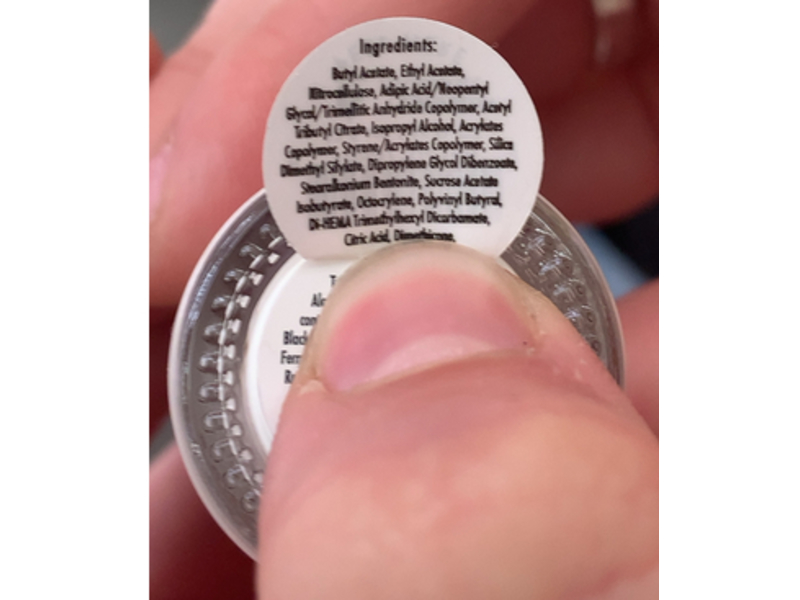 Ingredients:
Butyl Acetate, Ethyl Acetate,
Nitrocellulose, Adipic Acid/Neopentyl
Glycol/Trimellitic Anhydride Copolymer, Acetyl
Tributyl Citrate, Isopropyl Alcohol, Acrylates
Copolymer, Styrene/Acrylates Copolymer, Silica
Dimethyl Silylate, Dipropylene Glycol Dibenzoate,
Stearalkonium Bentonite, Sucrose Acetate
Isobutyrate, Octocrylene, Polyvinyl Butyral,
Di-HEMA Trimethylhexyl Dicarbamate,
Citric Acid, Dimethicone,